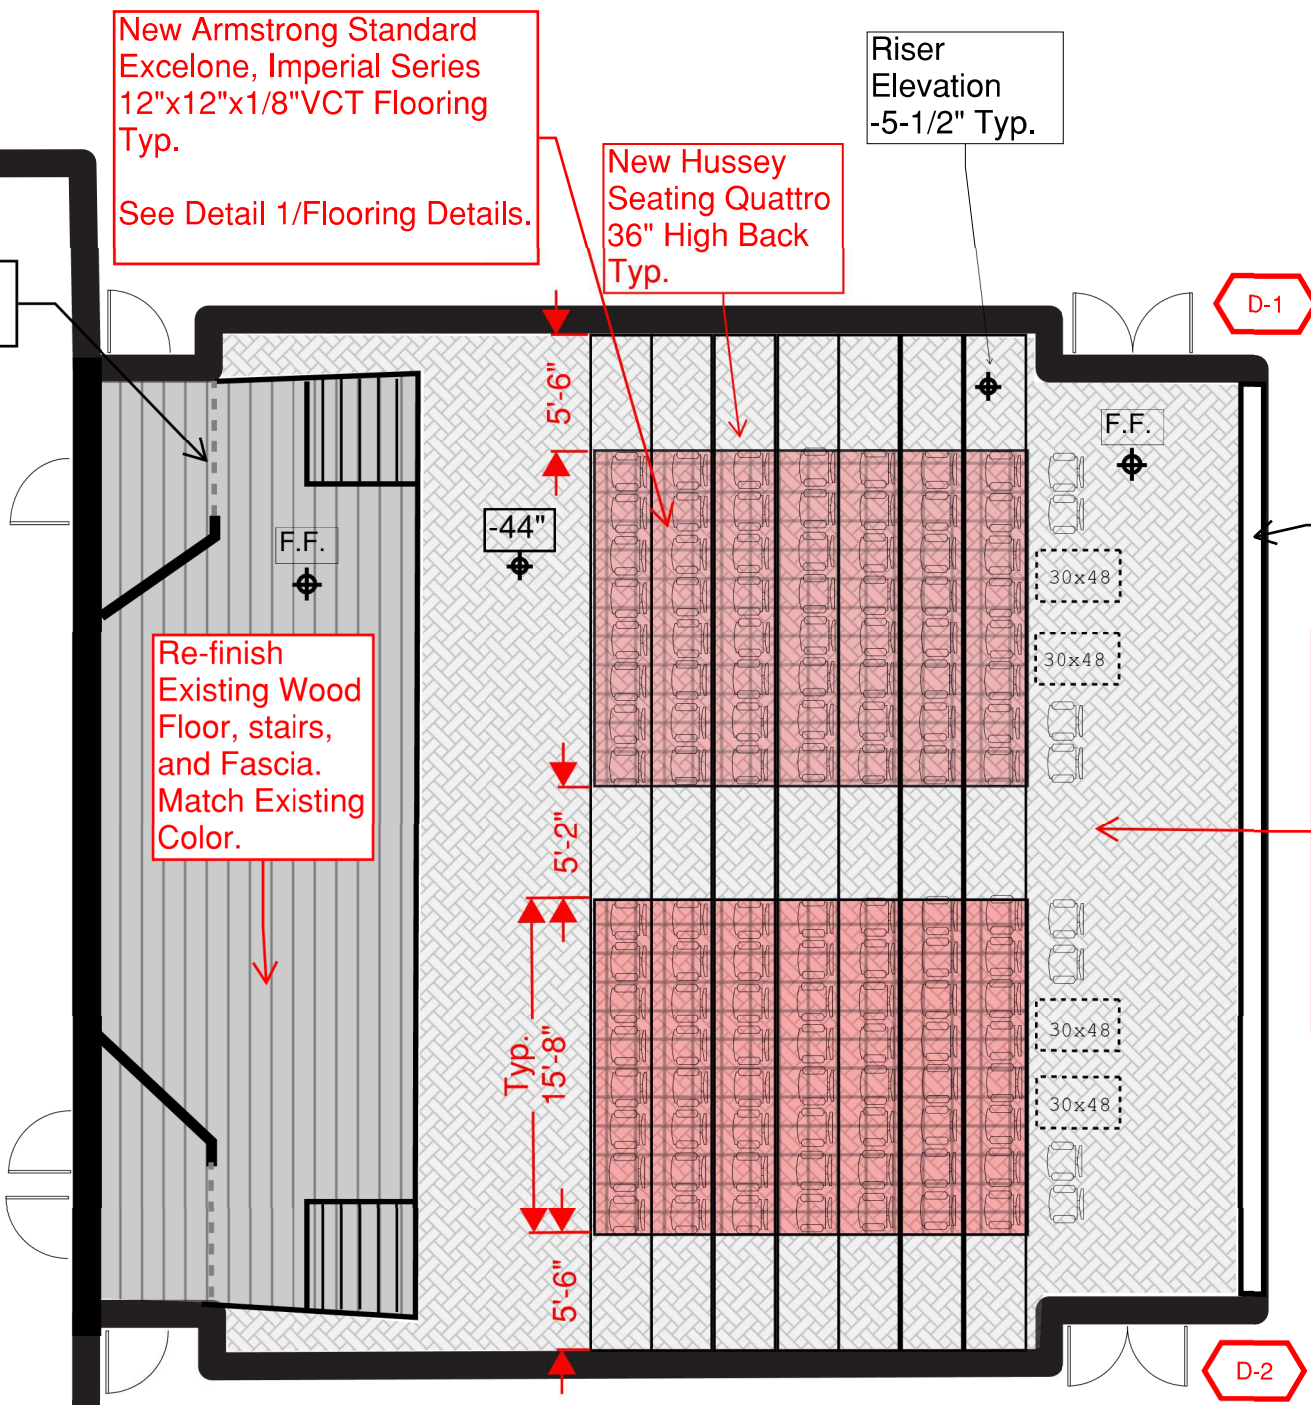 New Armstrong Standard
Excelone, Imperial Series
12"x12"x1/8"VCT Flooring
Typ.
See Detail 1/Flooring Details.
New Hussey
Seating Quattro
36" High Back
Typ.
Riser
Elevation
-5-1/2" Typ.
D-1
5'-6"
F.F.
-44"
F.F.
30x48
30x48
Re-finish
Existing Wood
Floor, stairs,
and Fascia.
Match Existing
Color.
5'-2"
Typ.
15'-8"
30x48
30x48
5'-6"
D-2